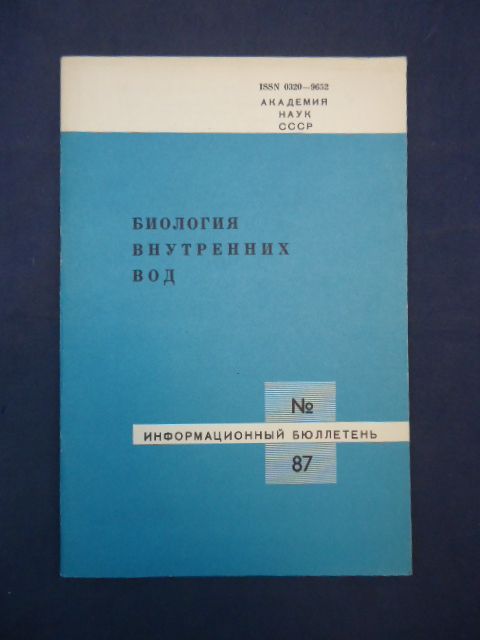 ISSN 0320—9652
АКАДЕМИЯ
НАУК
СССР
БИОЛОГИЯ
ВНУТРЕННИХ
ВОД
№
ИНФОРМАЦИОННЫЙ БЮЛЛЕТЕНЬ
87